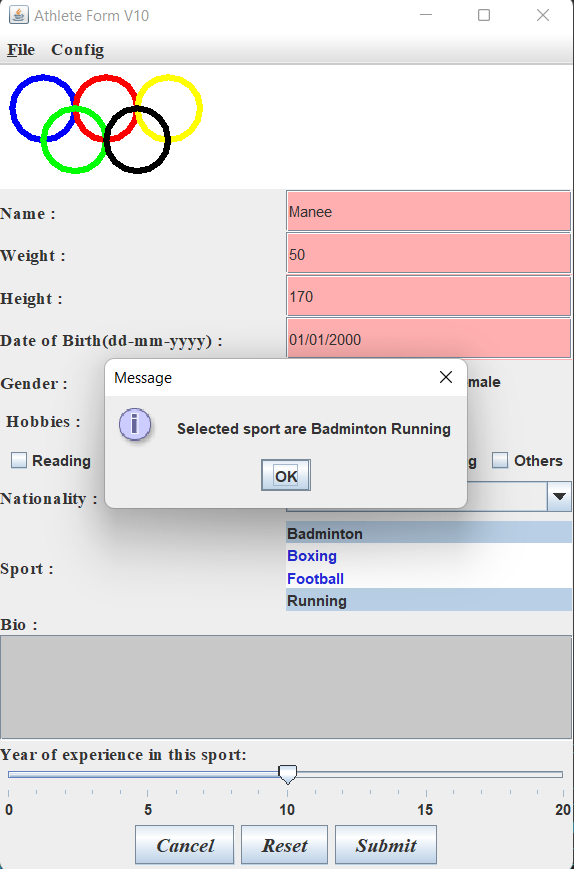 Athlete Form V10
File Config
Name :
Manee
Weight :
50
Height :
170
Date of Birth(dd-mm-yyyy) :
01/01/2000
Gender :
male
Message
Selected sport are Badminton Running
OK
Hobbies :
Reading
g
Others
Nationality :
Sport :
Badminton
Boxing
Football
Running
Bio :
Year of experience in this sport:
0 5 10 15 20
Cancel Reset Submit